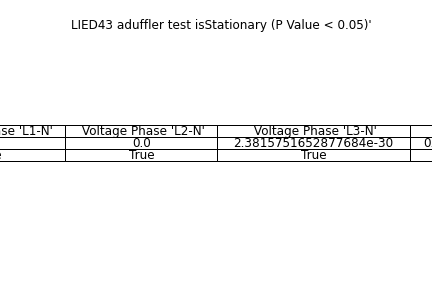 LIED43 aduffler test isStationary (P Value < 0.05)'
se 'L1-N' Voltage Phase 'L2-N' Voltage Phase 'L3-N'
0.0 2.3815751652877684e-30 0
True True